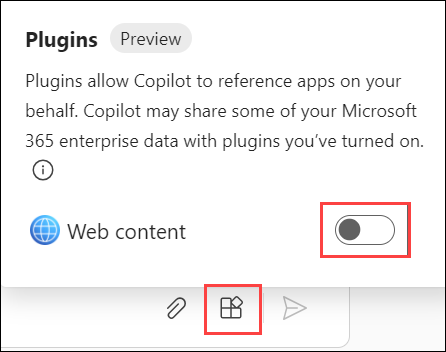 Plugins Preview
Plugins allow Copilot to reference apps on your
behalf. Copilot may share some of your Microsoft
365 enterprise data with plugins you’ve turned on.
Web content